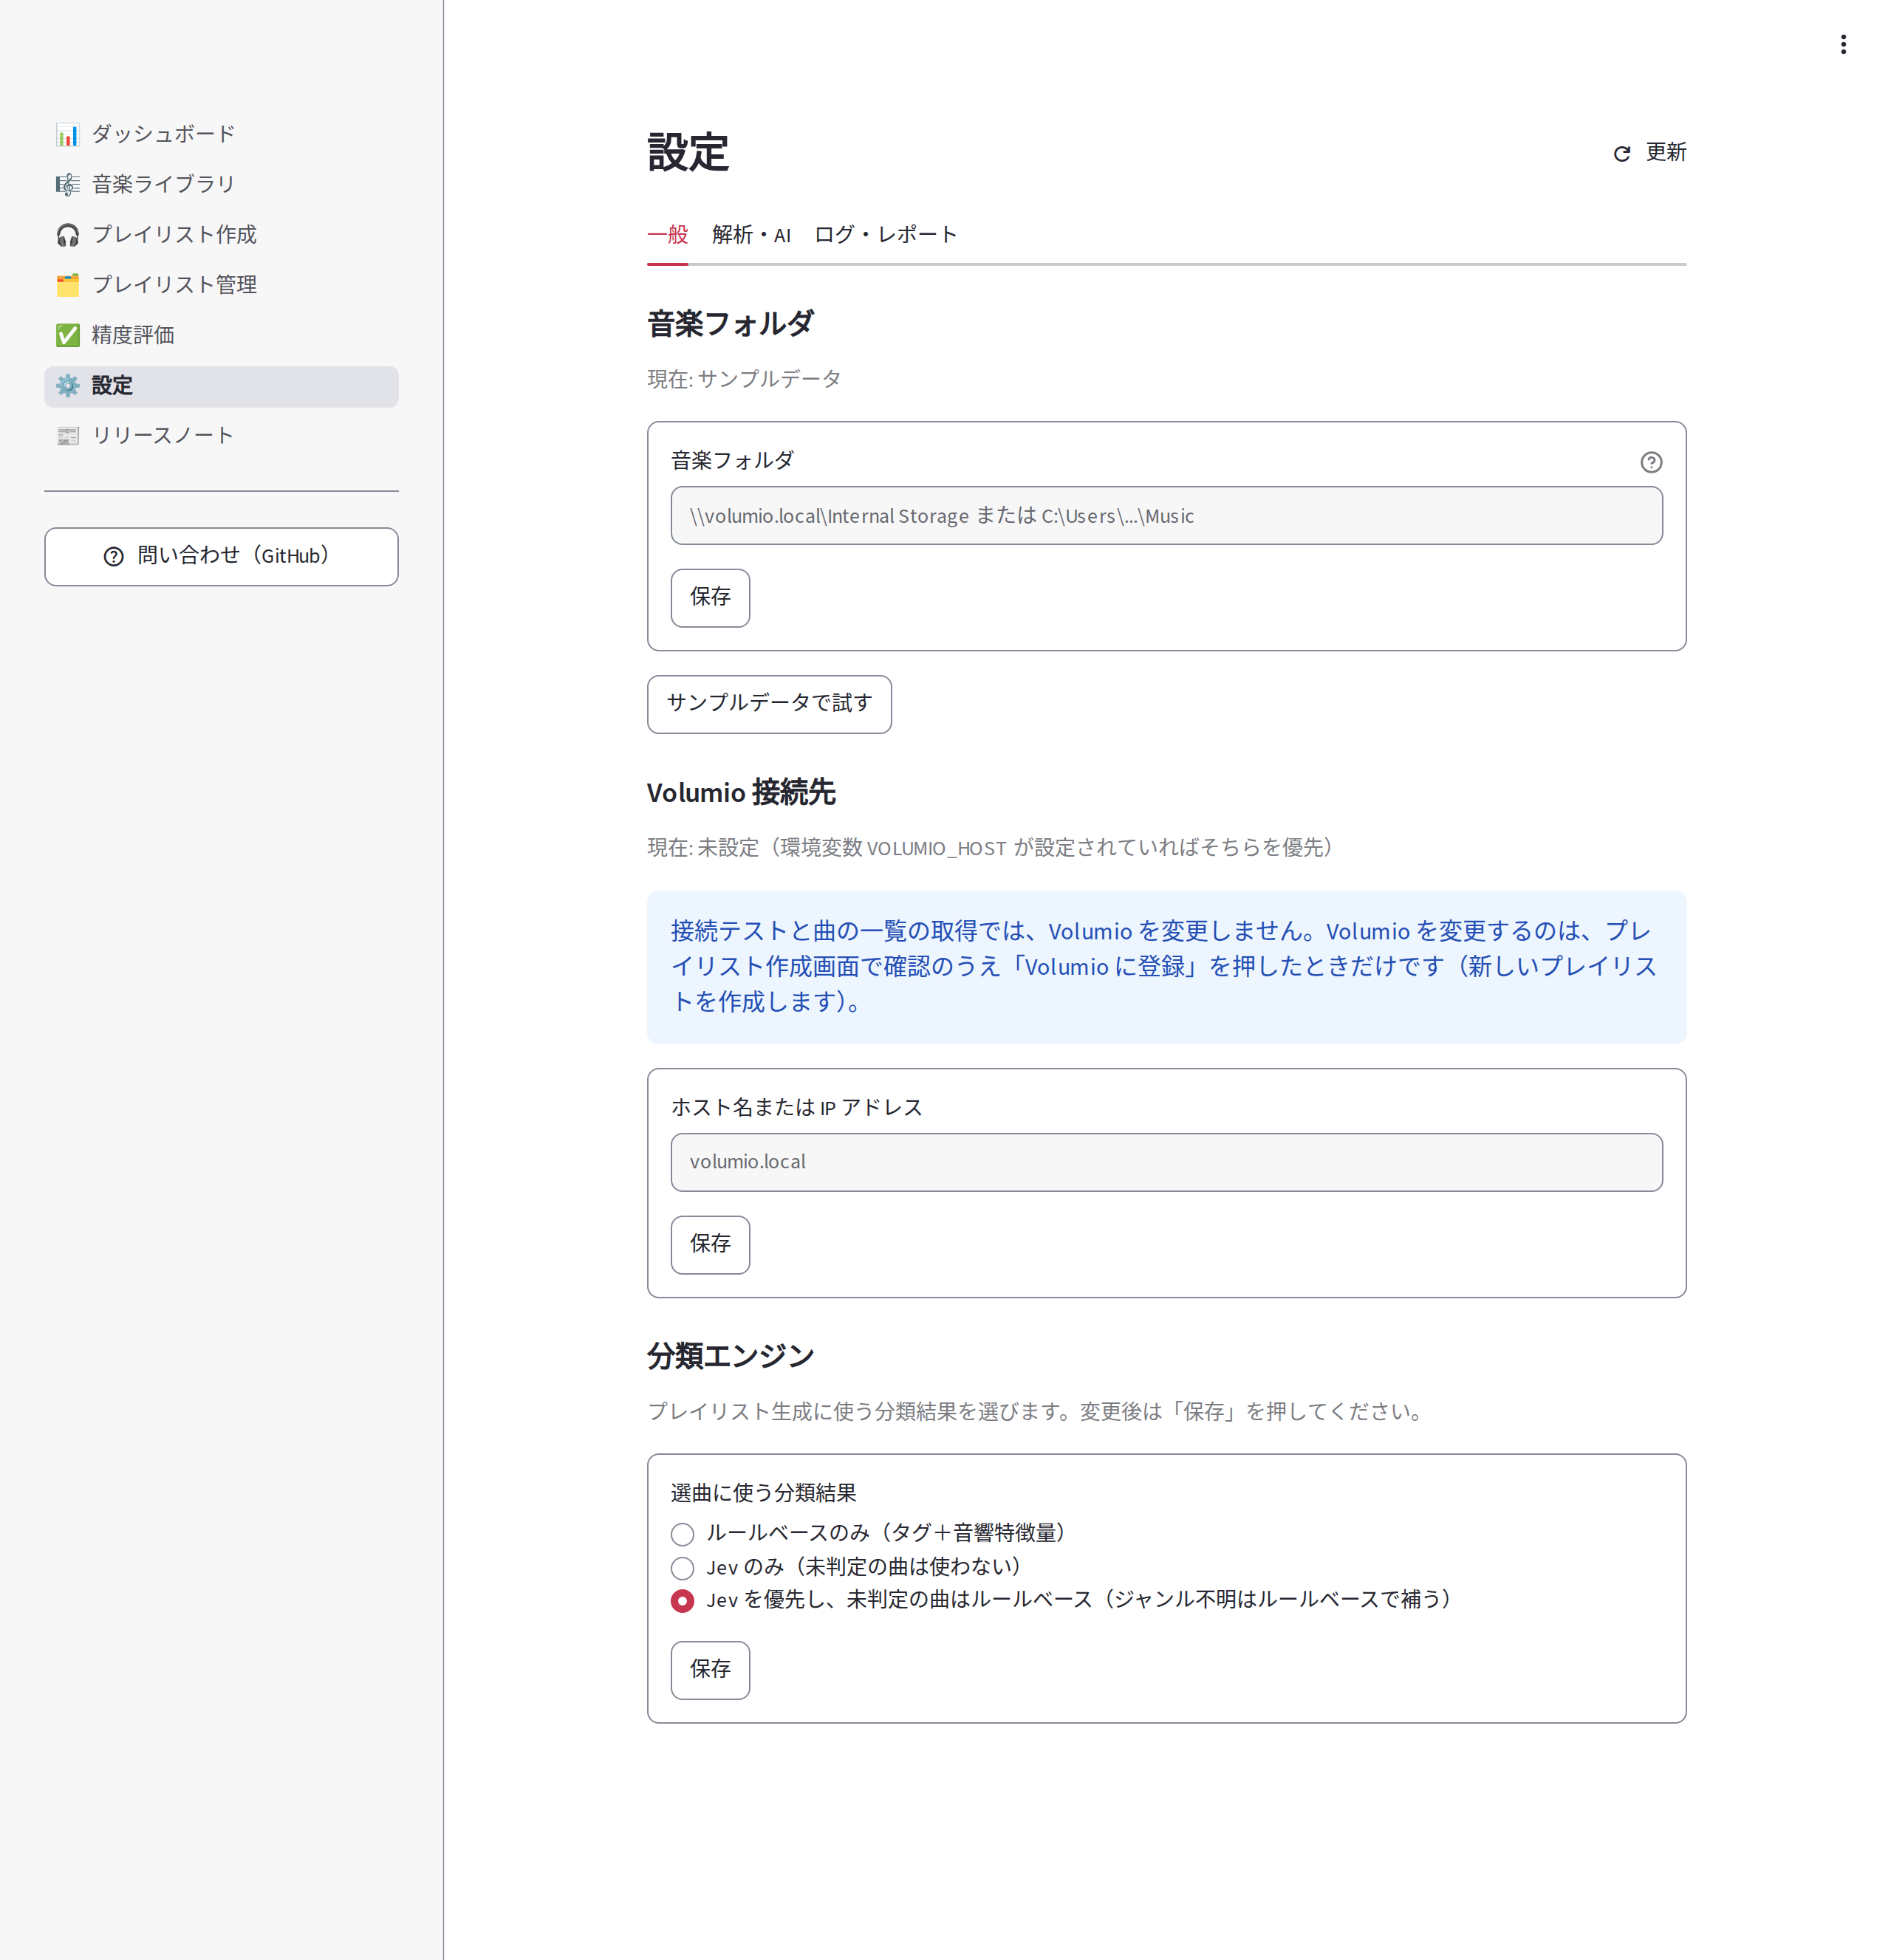 ダッシュボード
音楽ライブラリ
プレイリスト作成
プレイリスト管理
精度評価
設定
リリースノート
問い合わせ（GitHub）
設定
更新
一般 解析・AI ログ・レポート
音楽フォルダ
現在: サンプルデータ
音楽フォルダ
\\volumio.local\Internal Storage または C:\Users\...\Music
保存
サンプルデータで試す
Volumio 接続先
現在: 未設定（環境変数 VOLUMIO_HOST が設定されていればそちらを優先）
接続テストと曲の一覧の取得では、Volumio を変更しません。Volumio を変更するのは、プレ
イリスト作成画面で確認のうえ「Volumio に登録」を押したときだけです（新しいプレイリス
トを作成します）。
ホスト名または IP アドレス
volumio.local
保存
分類エンジン
プレイリスト生成に使う分類結果を選びます。変更後は「保存」を押してください。
選曲に使う分類結果
ルールベースのみ（タグ＋音響特徴量）
Jev のみ（未判定の曲は使わない）
Jev を優先し、未判定の曲はルールベース（ジャンル不明はルールベースで補う）
保存